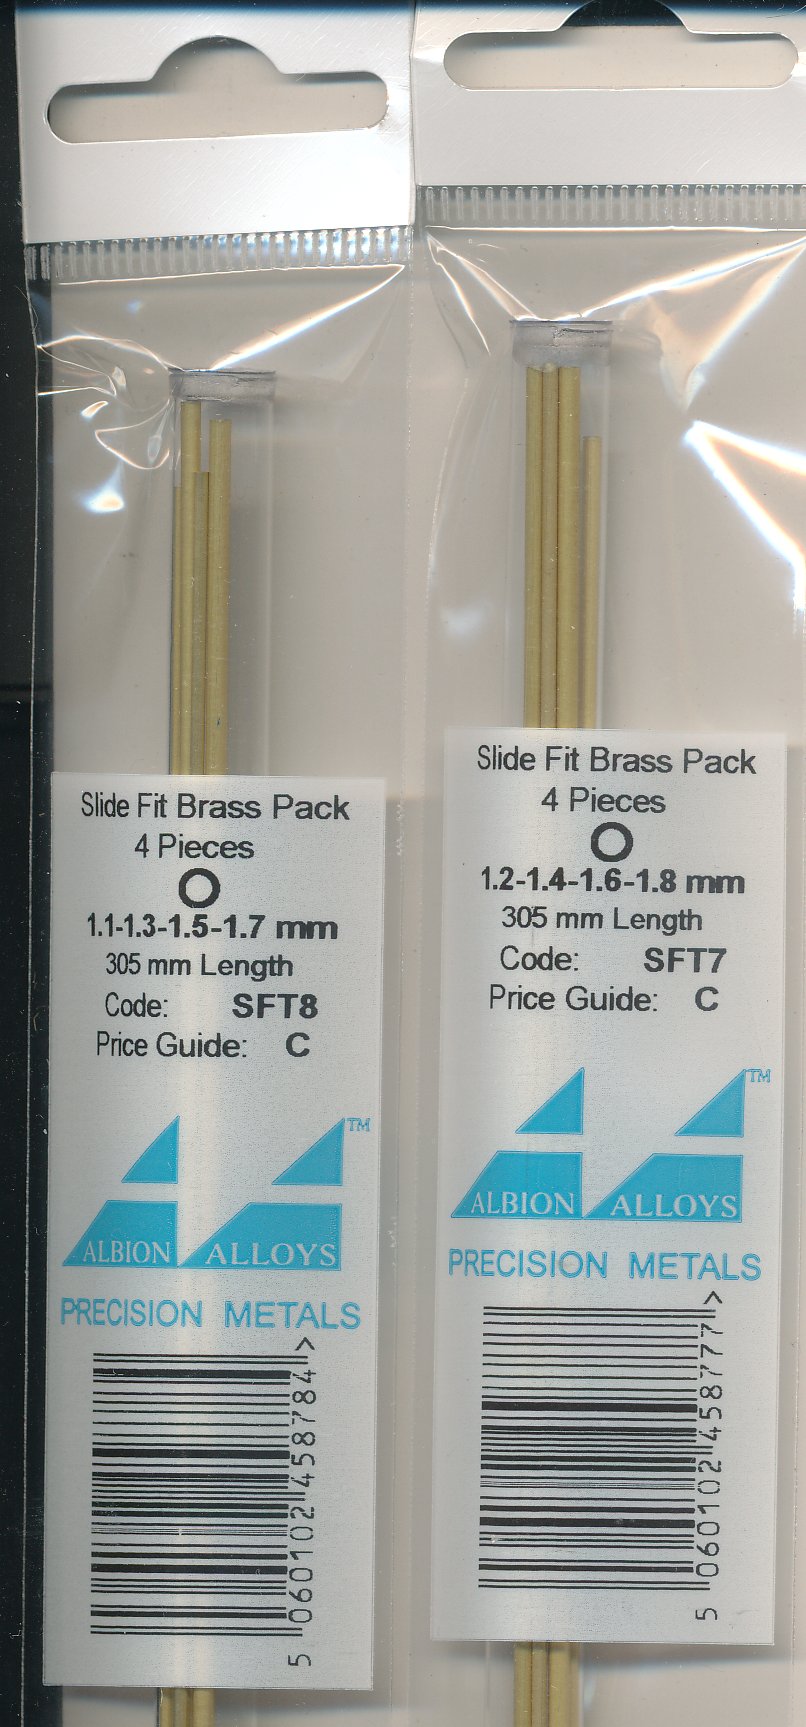 Slide Fit Brass Pack
4 Pieces
1.1-1.3-1.5-1.7 mm
305 mm Length
Code: SFT8
Price Guide: C
TM
ALBION ALLOYS
PRECISION METALS
5 060102 458784 >
Slide Fit Brass Pack
4 Pieces
1.2-1.4-1.6-1.8 mm
305 mm Length
Code: SFT7
Price Guide: C
TM
ALBION ALLOYS
PRECISION METALS
5 060102 458777 >